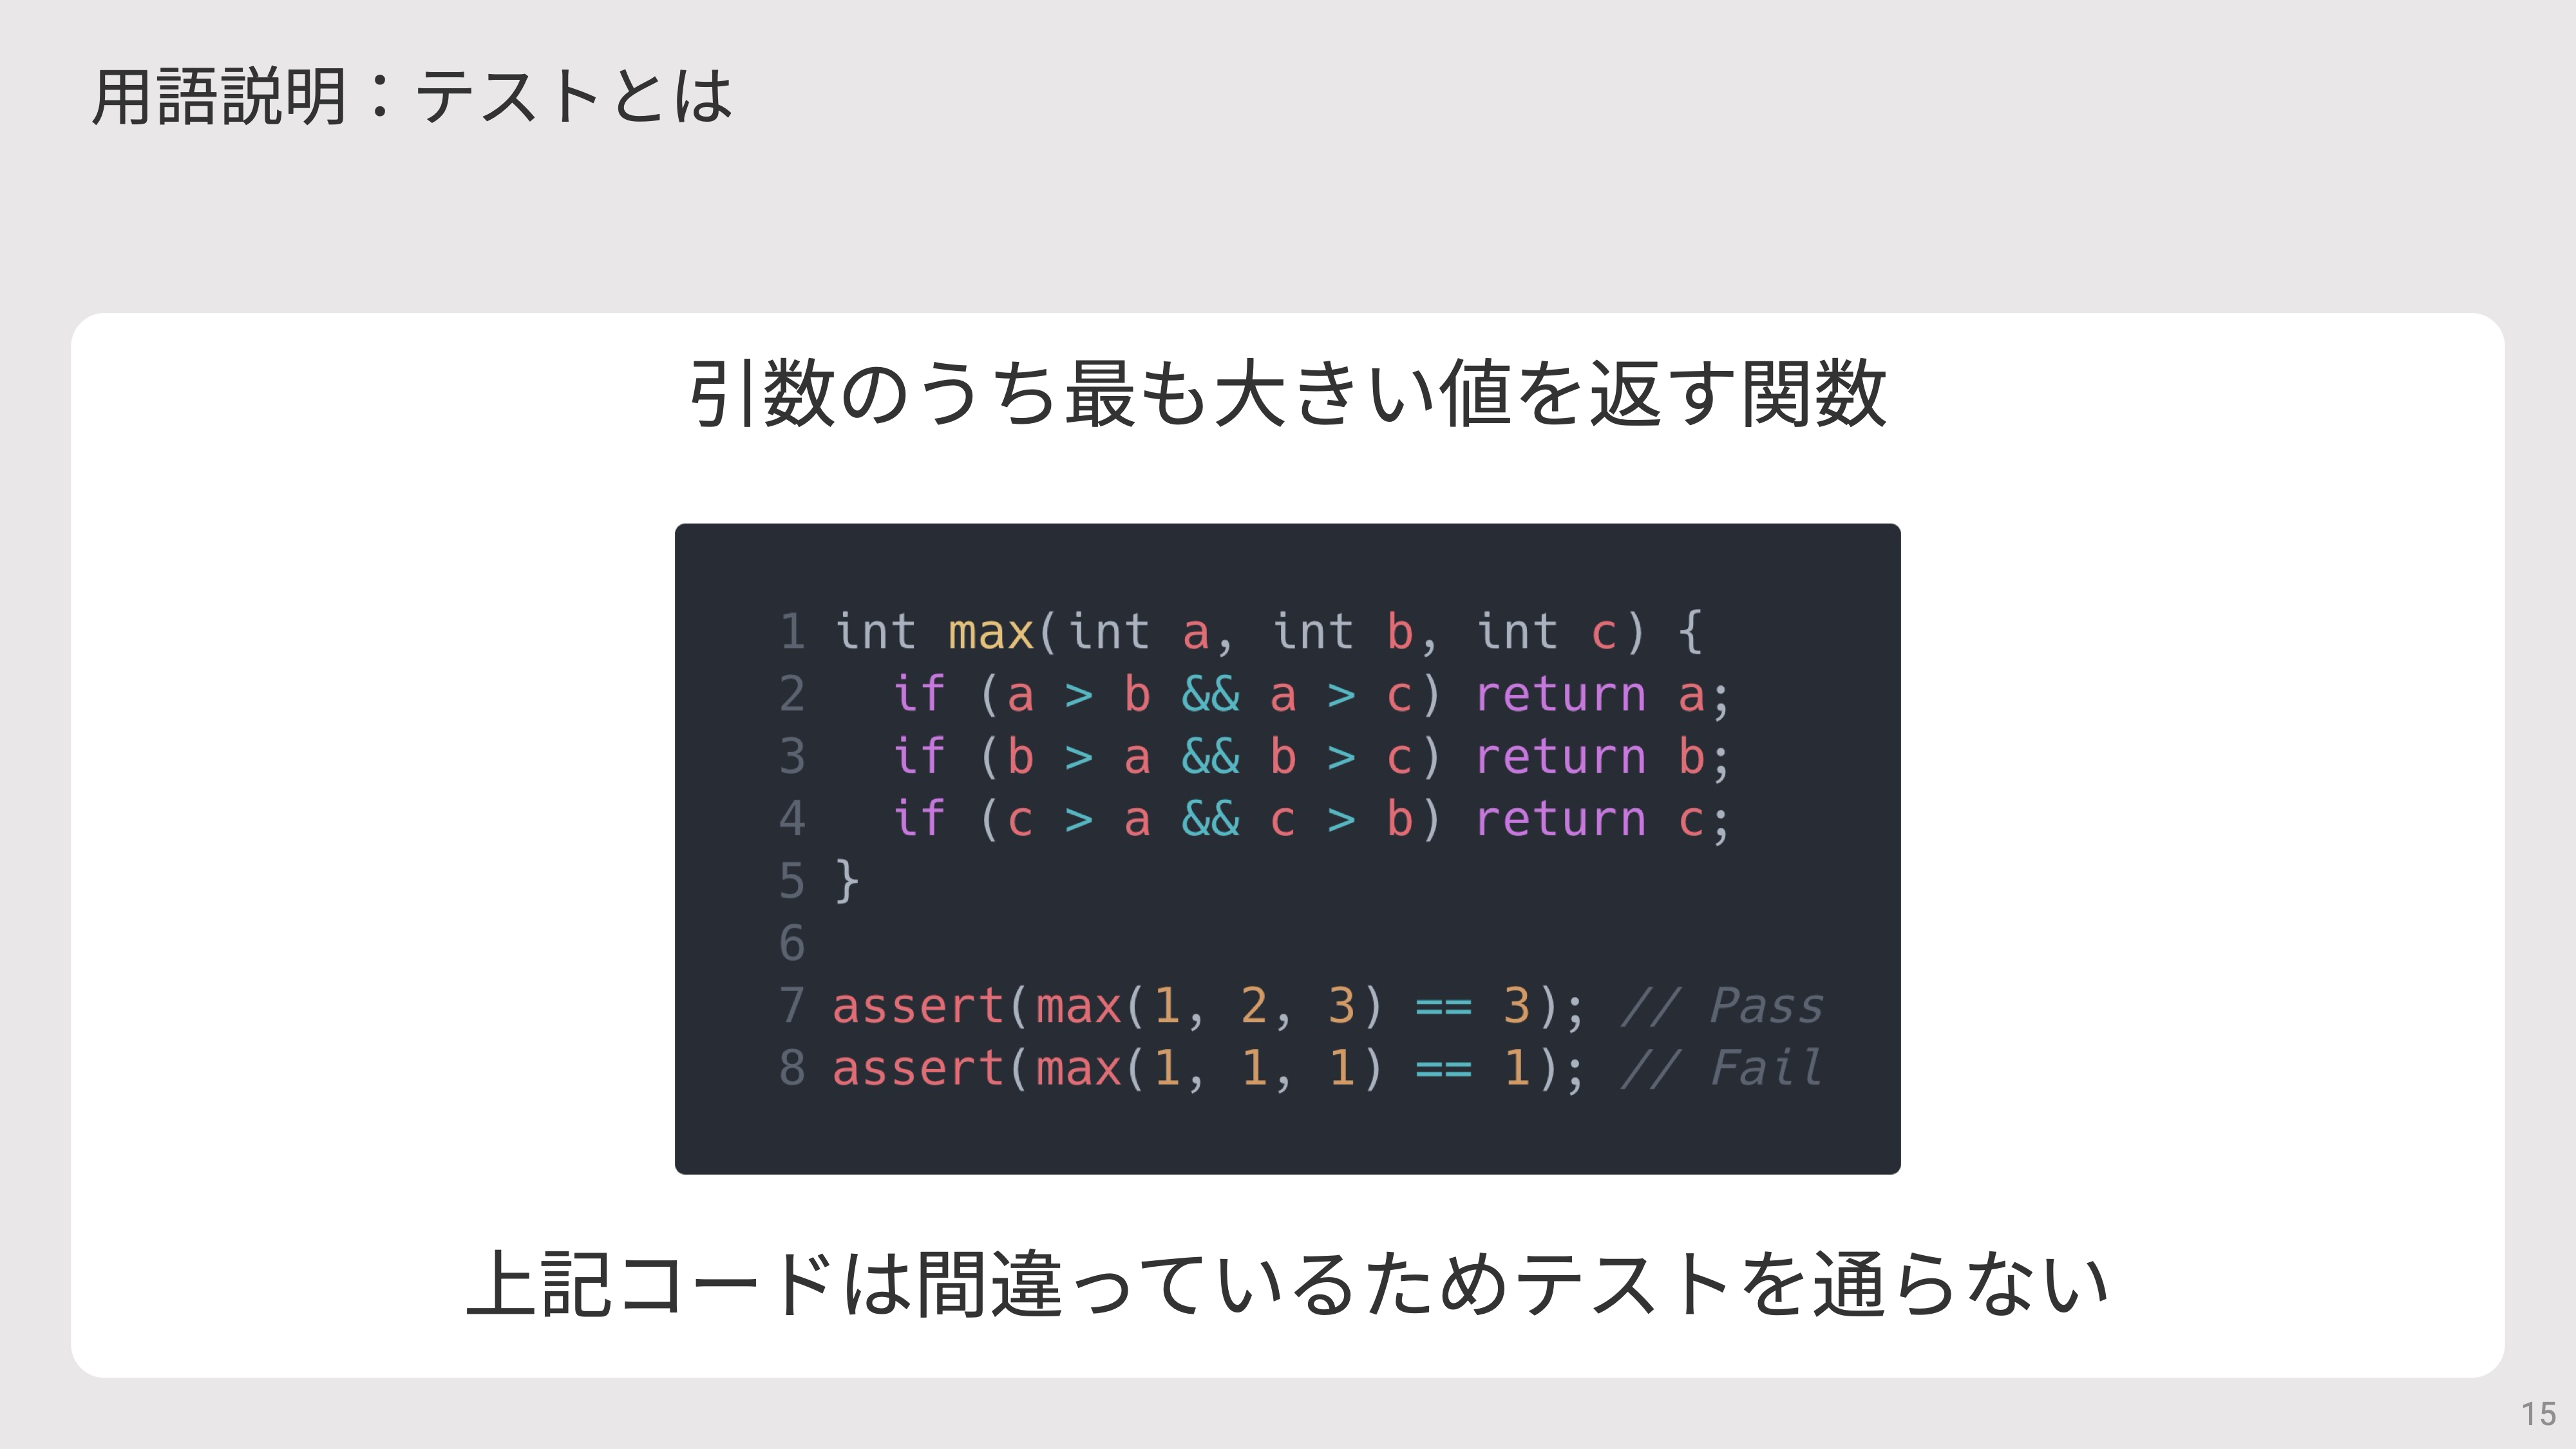 用語説明：テストとは
引数のうち最も大きい値を返す関数
1 int max(int a, int b, int c) {
2   if (a > b && a > c) return a;
3   if (b > a && b > c) return b;
4   if (c > a && c > b) return c;
5 }
6
7 assert(max(1, 2, 3) == 3); // Pass
8 assert(max(1, 1, 1) == 1); // Fail
上記コードは間違っているためテストを通らない
15